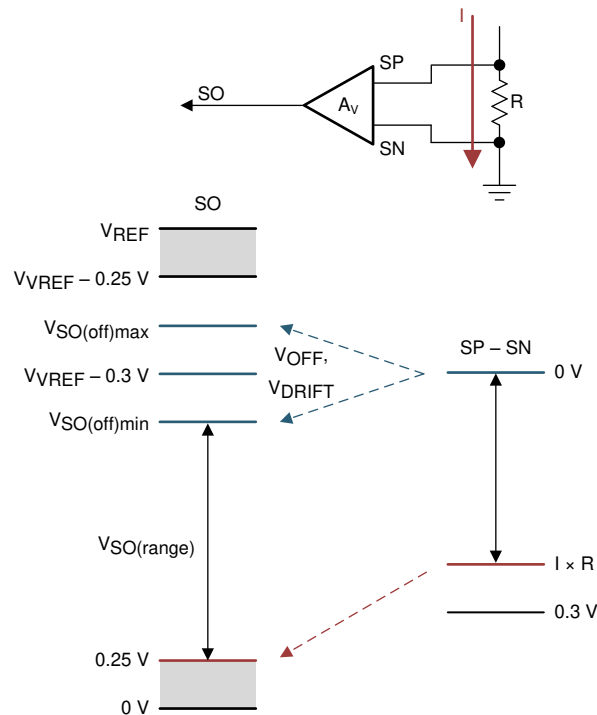 I
SP
SO
AV
R
SN
SO
VREF
VVREF – 0.25 V
VSO(off)max
VOFF,
SP – SN
VVREF – 0.3 V
0 V
VDRIFT
VSO(off)min
VSO(range)
I × R
0.3 V
0.25 V
0 V